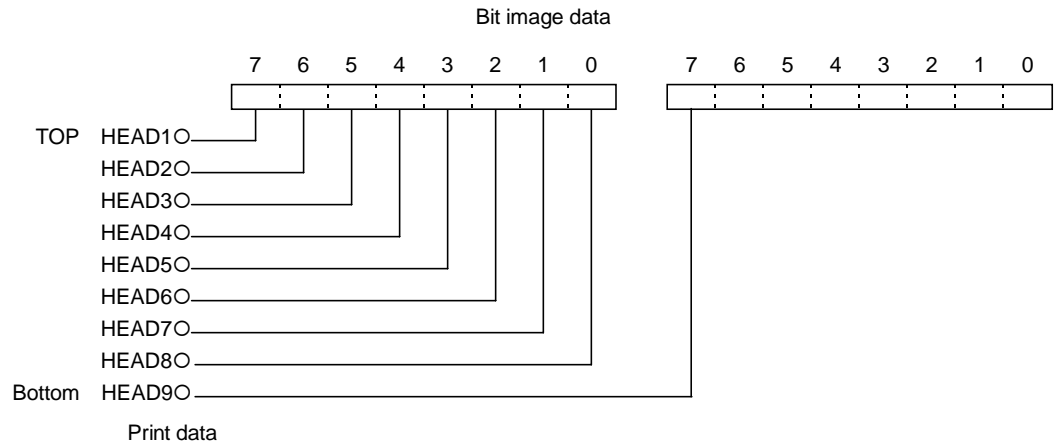 Bit image data
7 6 5 4 3 2 1 0 7 6 5 4 3 2 1 0
TOP HEAD1
HEAD2
HEAD3
HEAD4
HEAD5
HEAD6
HEAD7
HEAD8
Bottom HEAD9
Print data